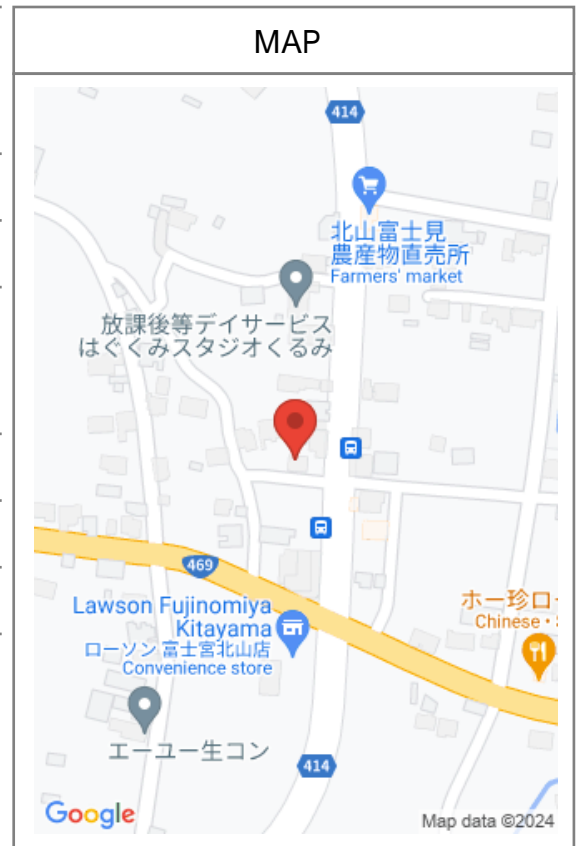 MAP
414
北山富士見
農産物直売所
Farmers' market
放課後等デイサービス
はぐくみスタジオくるみ
469
Lawson Fujinomiya
Kitayama
ローソン 富士宮北山店
Convenience store
ホー珍ロ
Chinese •
エーユー生コン
414
Google
Map data ©2024